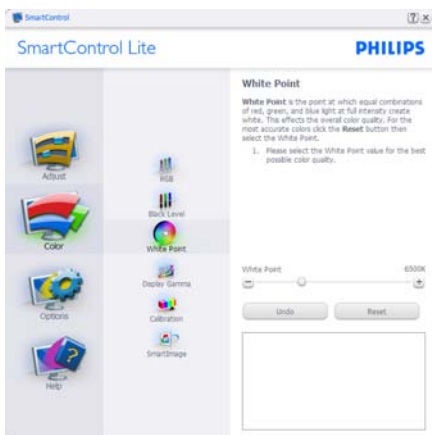 SmartControl
SmartControl Lite
PHILIPS
Adjust
Color
Options
Help
RGB
Black Level
White Point
Display Gamma
Calibration
SmartImage
White Point
White Point is the point at which equal combinations
of red, green, and blue light at full intensity create
white. This effects the overall color quality. For the
most accurate colors click the Reset button then
select the White Point.
1. Please select the White Point value for the best
possible color quality.
White Point 6500K
Undo Reset